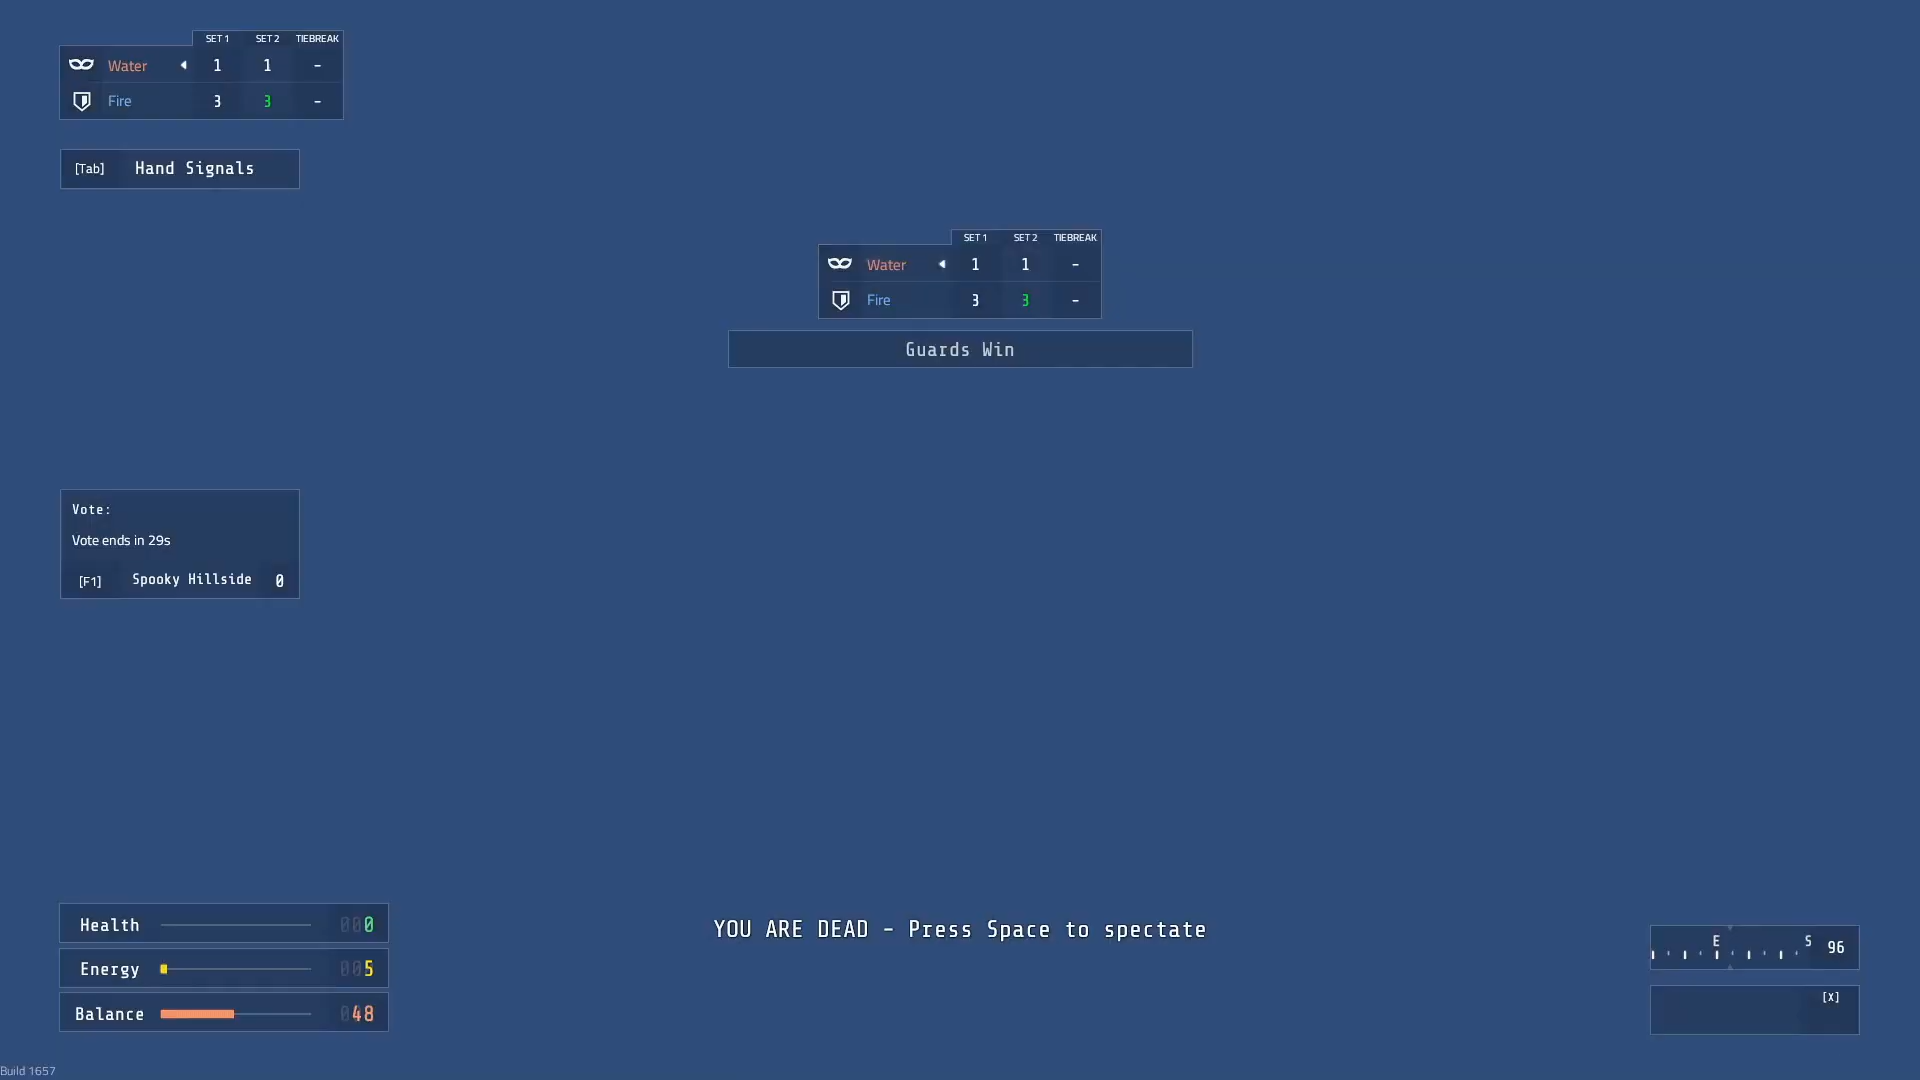 SET 1 SET 2 TIEBREAK
Water 1 1 -
Fire 3 3 -
[Tab] Hand Signals
SET 1 SET 2 TIEBREAK
Water 1 1 -
Fire 3 3 -
Guards Win
Vote:
Vote ends in 29s
[F1] Spooky Hillside 0
Health 000
Energy 005
Balance 048
YOU ARE DEAD - Press Space to spectate
E S 96
[X]
Build 1657